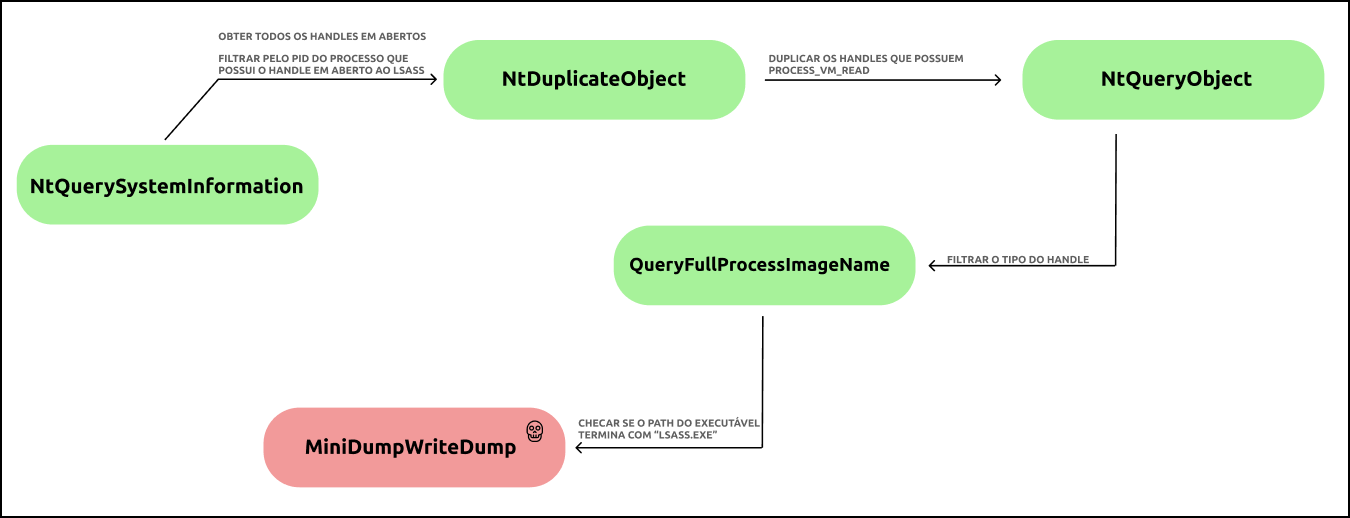 OBTER TODOS OS HANDLES EM ABERTOS
FILTRAR PELO PID DO PROCESSO QUE
POSSUI O HANDLE EM ABERTO AO LSASS
NtDuplicateObject
DUPLICAR OS HANDLES QUE POSSUEM
PROCESS_VM_READ
NtQueryObject
NtQuerySystemInformation
QueryFullProcessImageName
FILTRAR O TIPO DO HANDLE
CHECAR SE O PATH DO EXECUTÁVEL
TERMINA COM “LSASS.EXE”
MiniDumpWriteDump